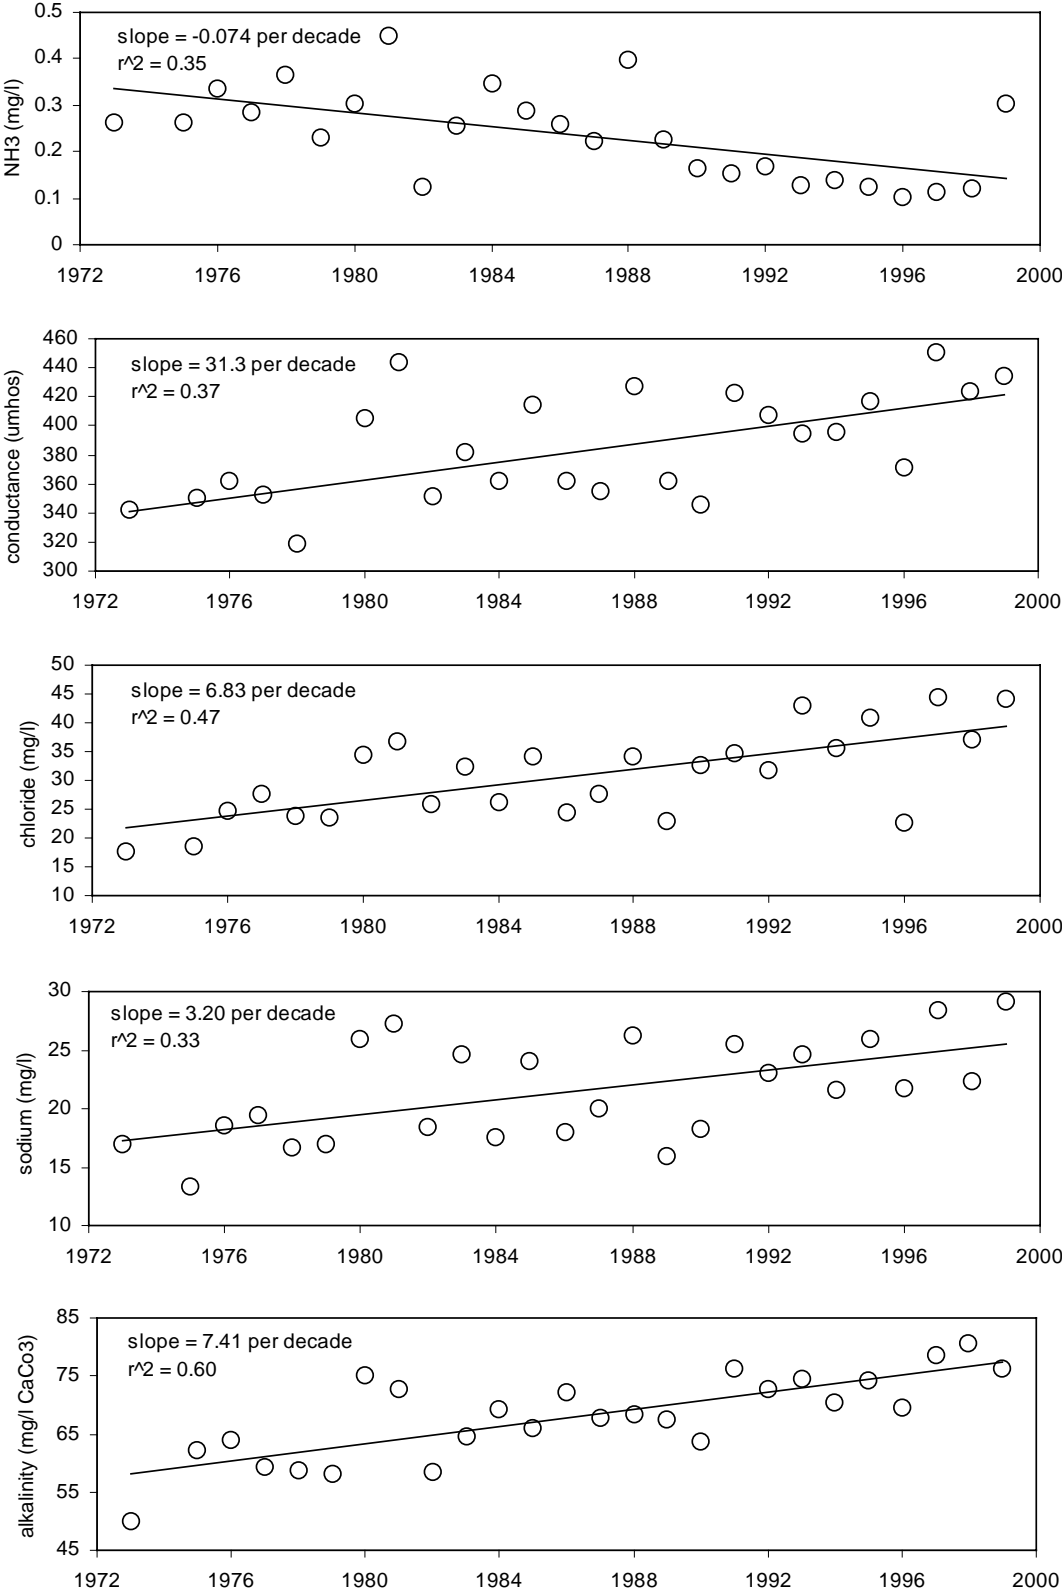 0.5
slope = -0.074 per decade
r^2 = 0.35
0.4
0.3
0.2
0.1
0
NH3 (mg/l)
1972 1976 1980 1984 1988 1992 1996 2000
460
slope = 31.3 per decade
r^2 = 0.37
440
420
400
380
360
340
320
300
conductance (umhos)
1972 1976 1980 1984 1988 1992 1996 2000
50
slope = 6.83 per decade
r^2 = 0.47
45
40
35
30
25
20
15
10
chloride (mg/l)
1972 1976 1980 1984 1988 1992 1996 2000
30
slope = 3.20 per decade
r^2 = 0.33
25
20
15
10
sodium (mg/l)
1972 1976 1980 1984 1988 1992 1996 2000
85
slope = 7.41 per decade
r^2 = 0.60
75
65
55
45
alkalinity (mg/l CaCo3)
1972 1976 1980 1984 1988 1992 1996 2000